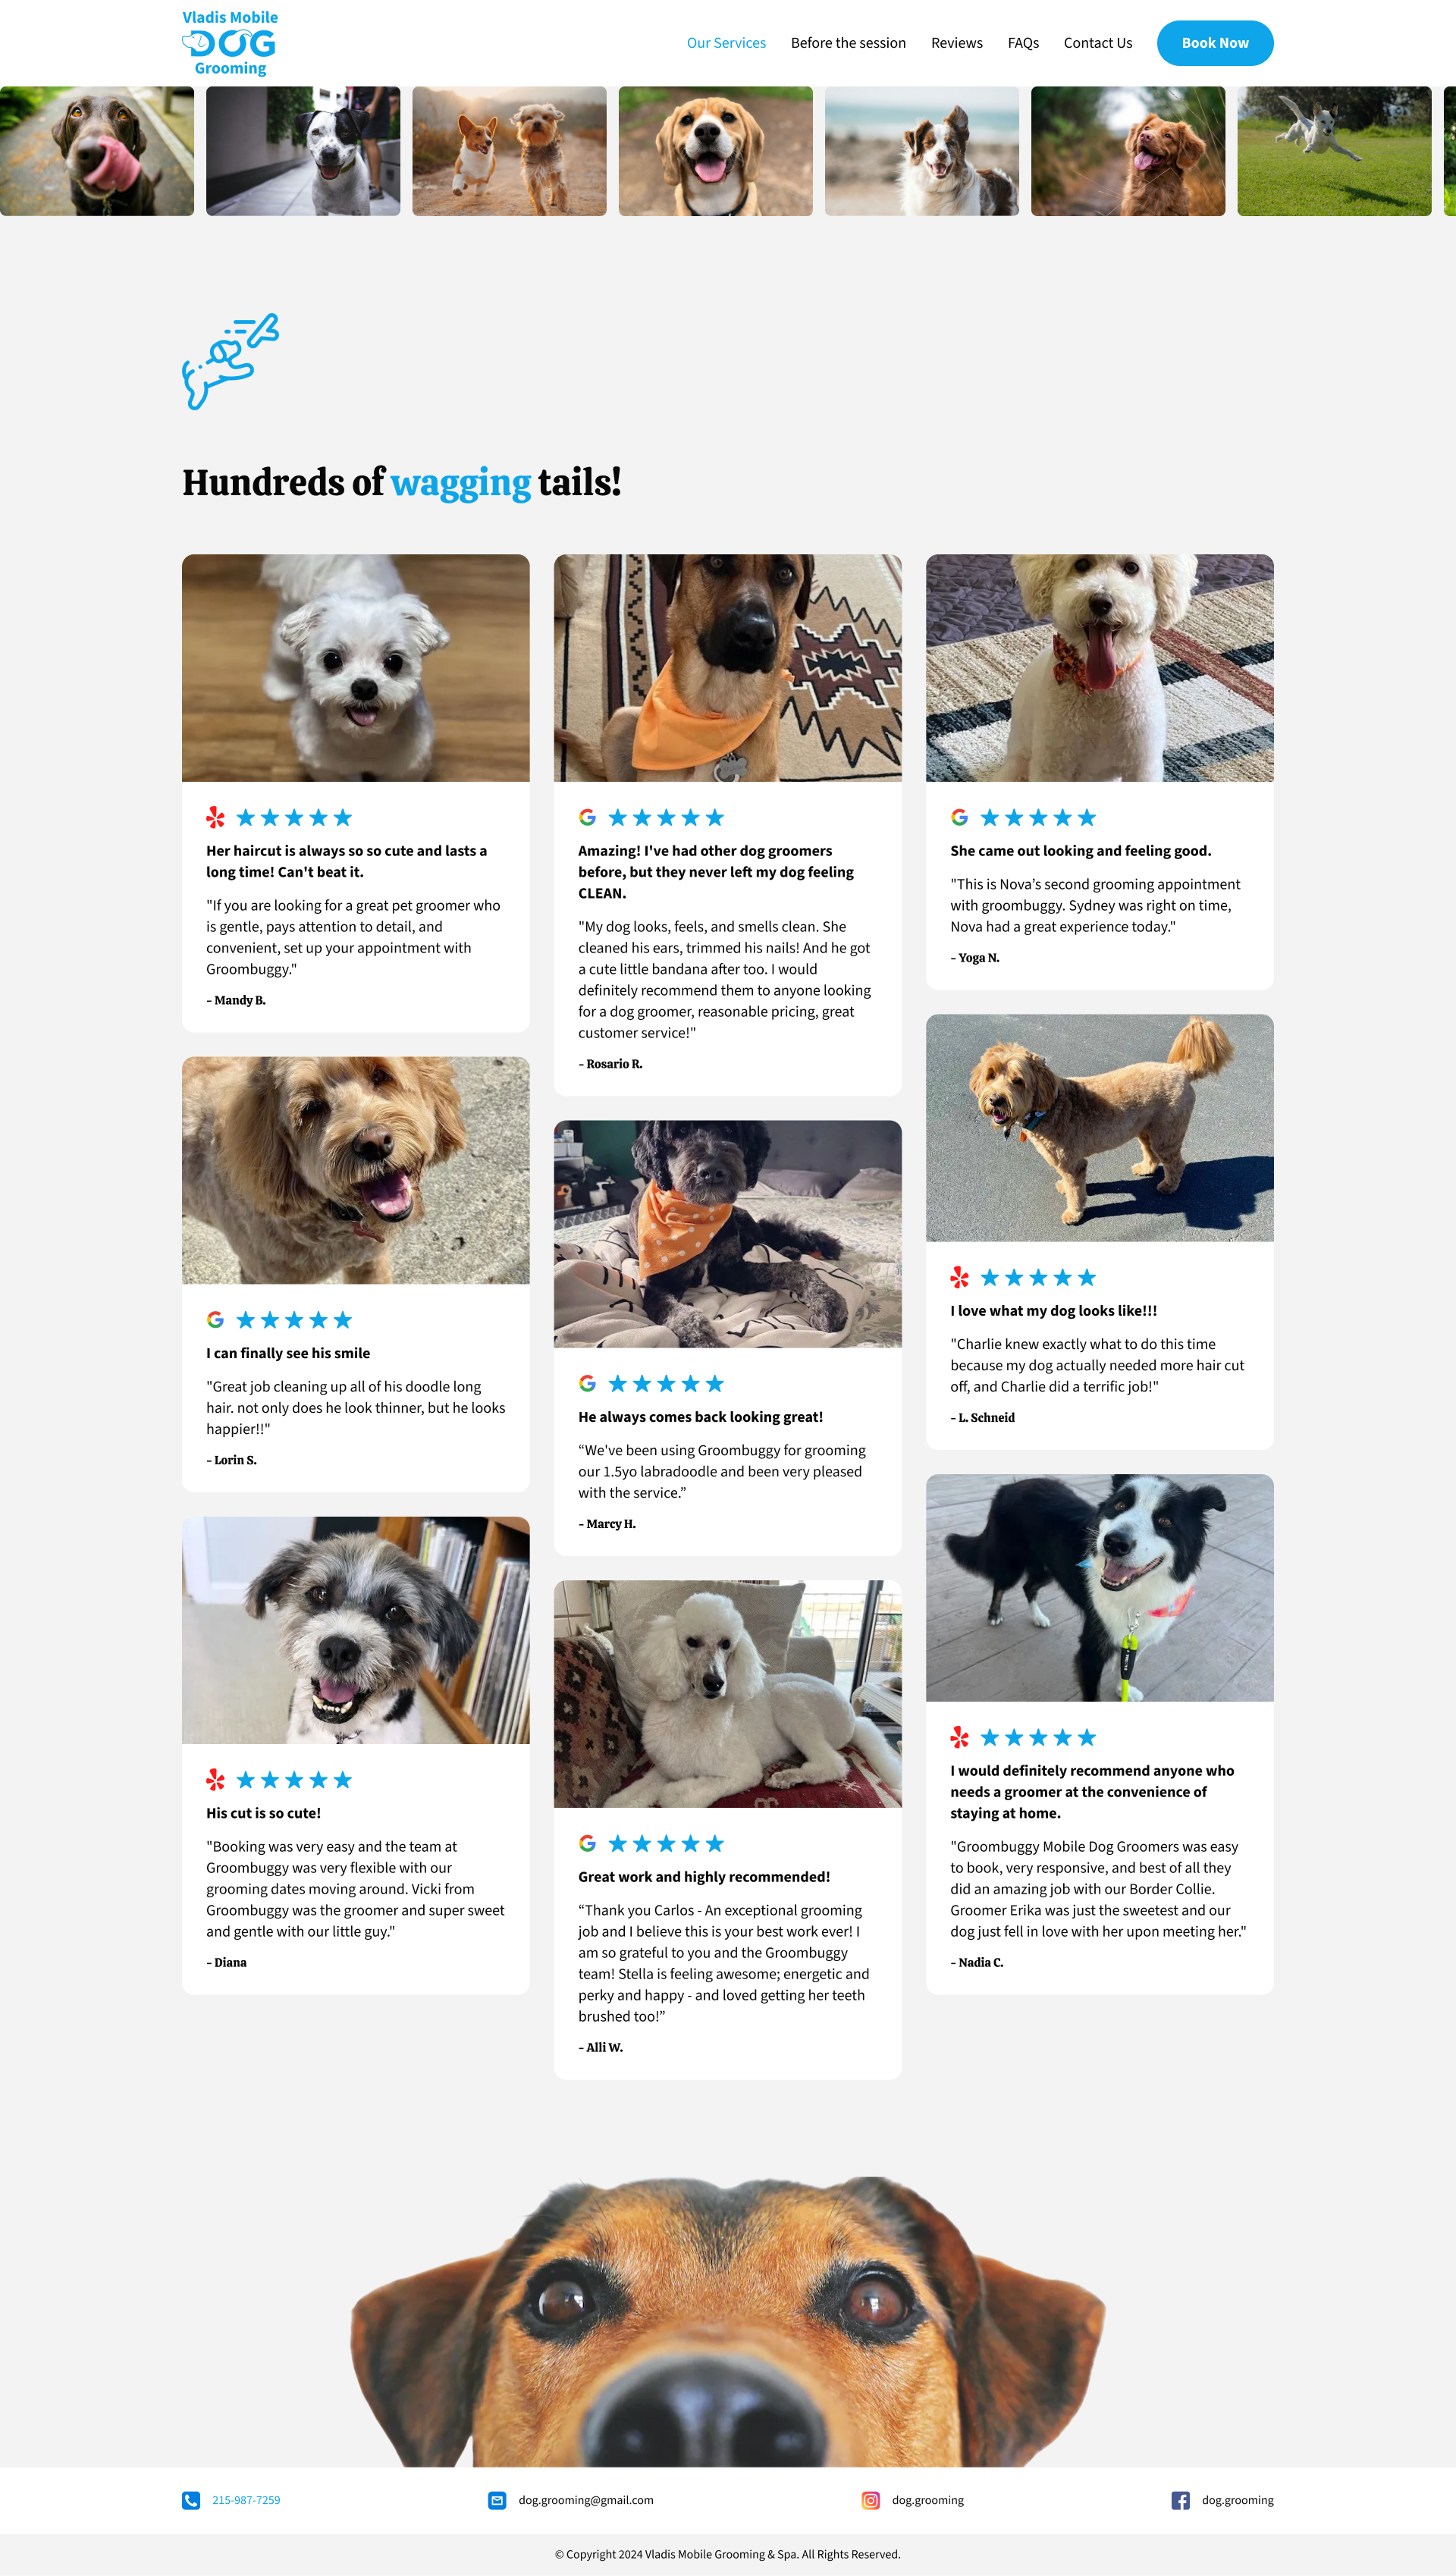 Vladis Mobile
DOG
Grooming
Our Services
Before the session
Reviews
FAQs
Contact Us
Book Now
Hundreds of wagging tails!
Her haircut is always so so cute and lasts a
long time! Can't beat it.
"If you are looking for a great pet groomer who
is gentle, pays attention to detail, and
convenient, set up your appointment with
Groombuggy."
- Mandy B.
I can finally see his smile
"Great job cleaning up all of his doodle long
hair. not only does he look thinner, but he looks
happier!!"
- Lorin S.
His cut is so cute!
"Booking was very easy and the team at
Groombuggy was very flexible with our
grooming dates moving around. Vicki from
Groombuggy was the groomer and super sweet
and gentle with our little guy."
- Diana
Amazing! I've had other dog groomers
before, but they never left my dog feeling
CLEAN.
"My dog looks, feels, and smells clean. She
cleaned his ears, trimmed his nails! And he got
a cute little bandana after too. I would
definitely recommend them to anyone looking
for a dog groomer, reasonable pricing, great
customer service!"
- Rosario R.
He always comes back looking great!
“We've been using Groombuggy for grooming
our 1.5yo labradoodle and been very pleased
with the service.”
- Marcy H.
Great work and highly recommended!
“Thank you Carlos - An exceptional grooming
job and I believe this is your best work ever! I
am so grateful to you and the Groombuggy
team! Stella is feeling awesome; energetic and
perky and happy - and loved getting her teeth
brushed too!”
- Alli W.
She came out looking and feeling good.
"This is Nova’s second grooming appointment
with groombuggy. Sydney was right on time,
Nova had a great experience today."
- Yoga N.
I love what my dog looks like!!!
"Charlie knew exactly what to do this time
because my dog actually needed more hair cut
off, and Charlie did a terrific job!"
- L. Schneid
I would definitely recommend anyone who
needs a groomer at the convenience of
staying at home.
"Groombuggy Mobile Dog Groomers was easy
to book, very responsive, and best of all they
did an amazing job with our Border Collie.
Groomer Erika was just the sweetest and our
dog just fell in love with her upon meeting her."
- Nadia C.
215-987-7259
dog.grooming@gmail.com
dog.grooming
dog.grooming
© Copyright 2024 Vladis Mobile Grooming & Spa. All Rights Reserved.